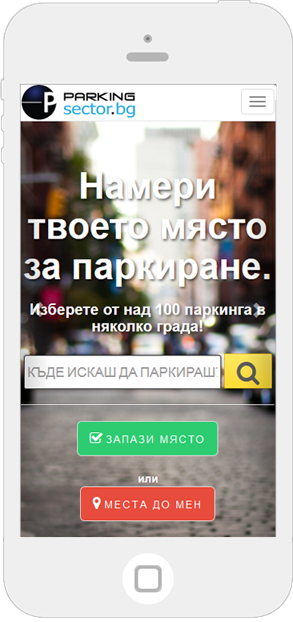 PARKING
sector.bg
Намери
твоето място
за паркиране.
Изберете от над 100 паркинга в
няколко града!
КЪДЕ ИСКАШ ДА ПАРКИРАШ
ЗАПАЗИ МЯСТО
или
МЕСТА ДО МЕН